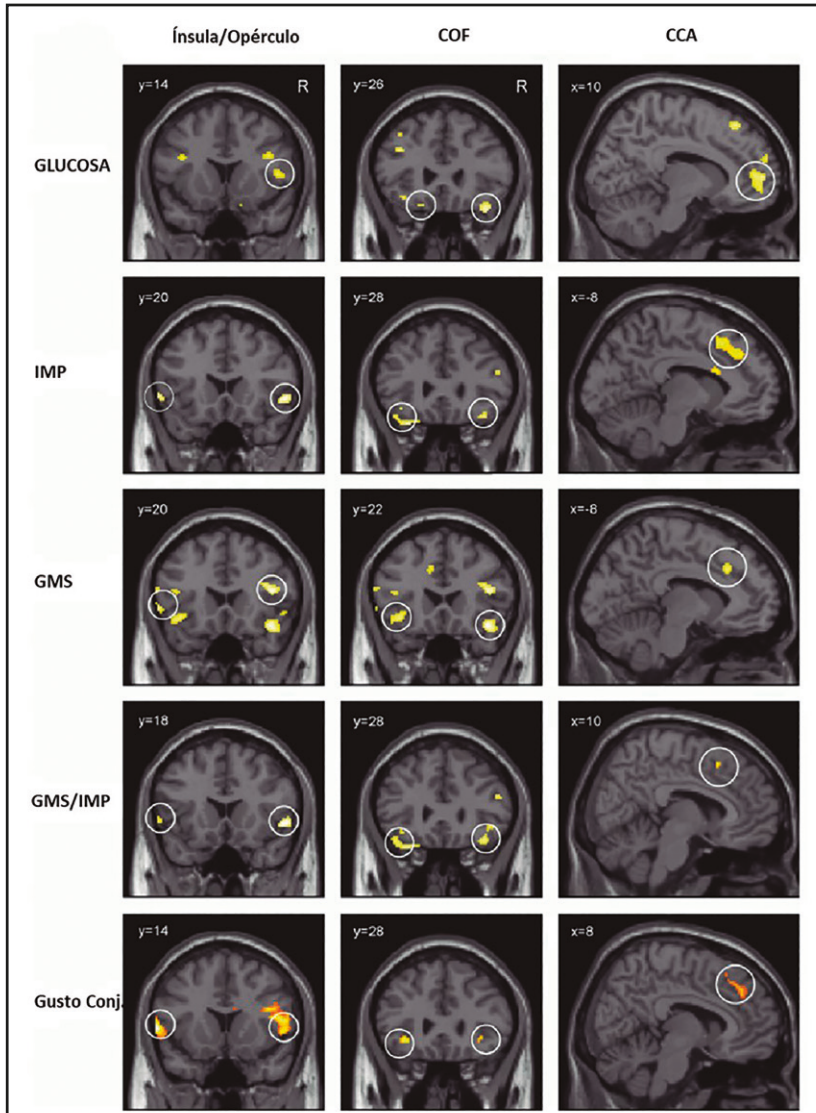 Ínsula/Opérculo COF CCA
GLUCOSA y=14 R y=26 R x=10
IMP y=20 y=28 x=-8
GMS y=20 y=22 x=-8
GMS/IMP y=18 y=28 x=10
Gusto Conj. y=14 y=28 x=8